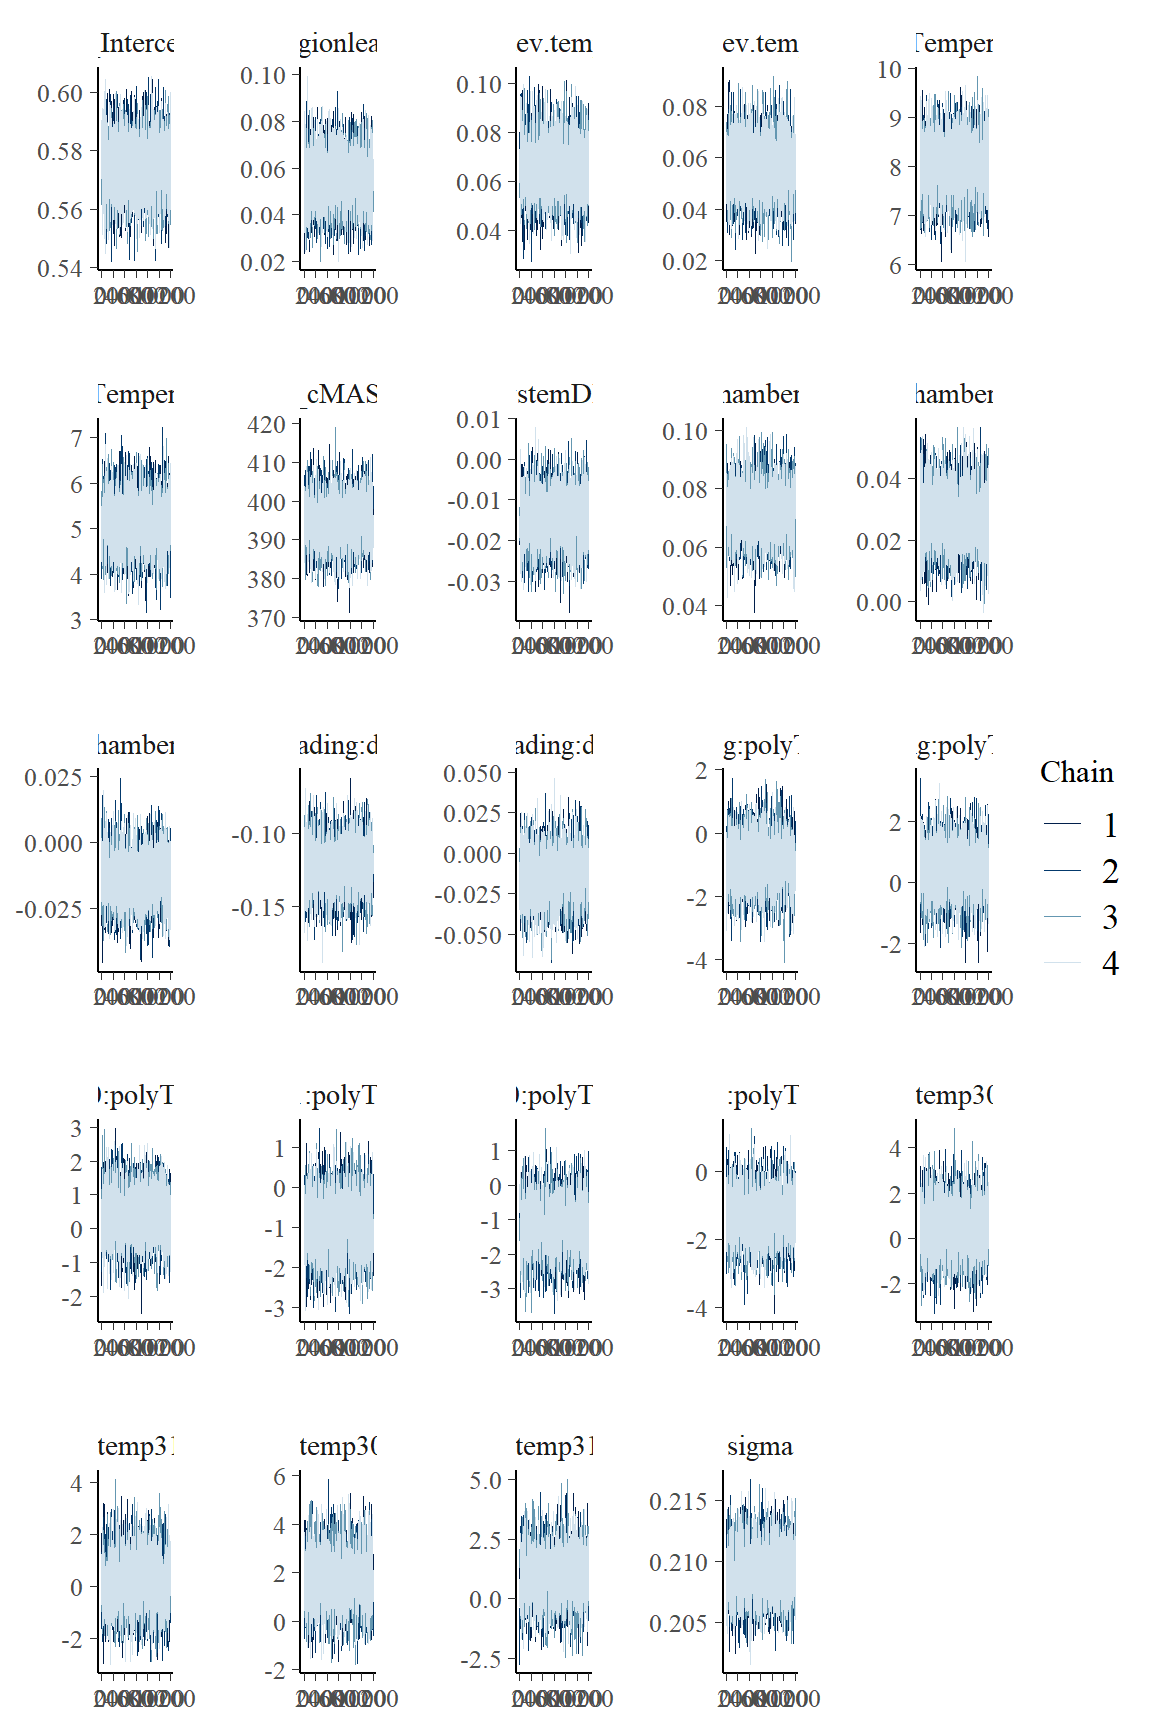 _Interce gionlea ev.tem ev.tem Temper
0.60 0.58 0.56 0.54
0.10 0.08 0.06 0.04 0.02
0.10 0.08 0.06 0.04
0.08 0.06 0.04 0.02
10 9 8 7 6
Temper _cMAS stemD hamber hamber
7 6 5 4 3
420 410 400 390 380 370
0.01 0.00 -0.01 -0.02 -0.03
0.10 0.08 0.06 0.04
0.04 0.02 0.00
hamber ading:d ading:d g:polyT g:polyT
0.025 0.000 -0.025
-0.10 -0.15
0.050 0.025 0.000 -0.025 -0.050
2 0 -2 -4
2 0 -2
Chain
1
2
3
4
):polyT :polyT ):polyT :polyT temp30
3 2 1 0 -1 -2
1 0 -1 -2 -3
1 0 -1 -2 -3
0 -2 -4
4 2 0 -2
temp31 temp30 temp31 sigma
4 2 0 -2
6 4 2 0 -2
5.0 2.5 0.0 -2.5
0.215 0.210 0.205